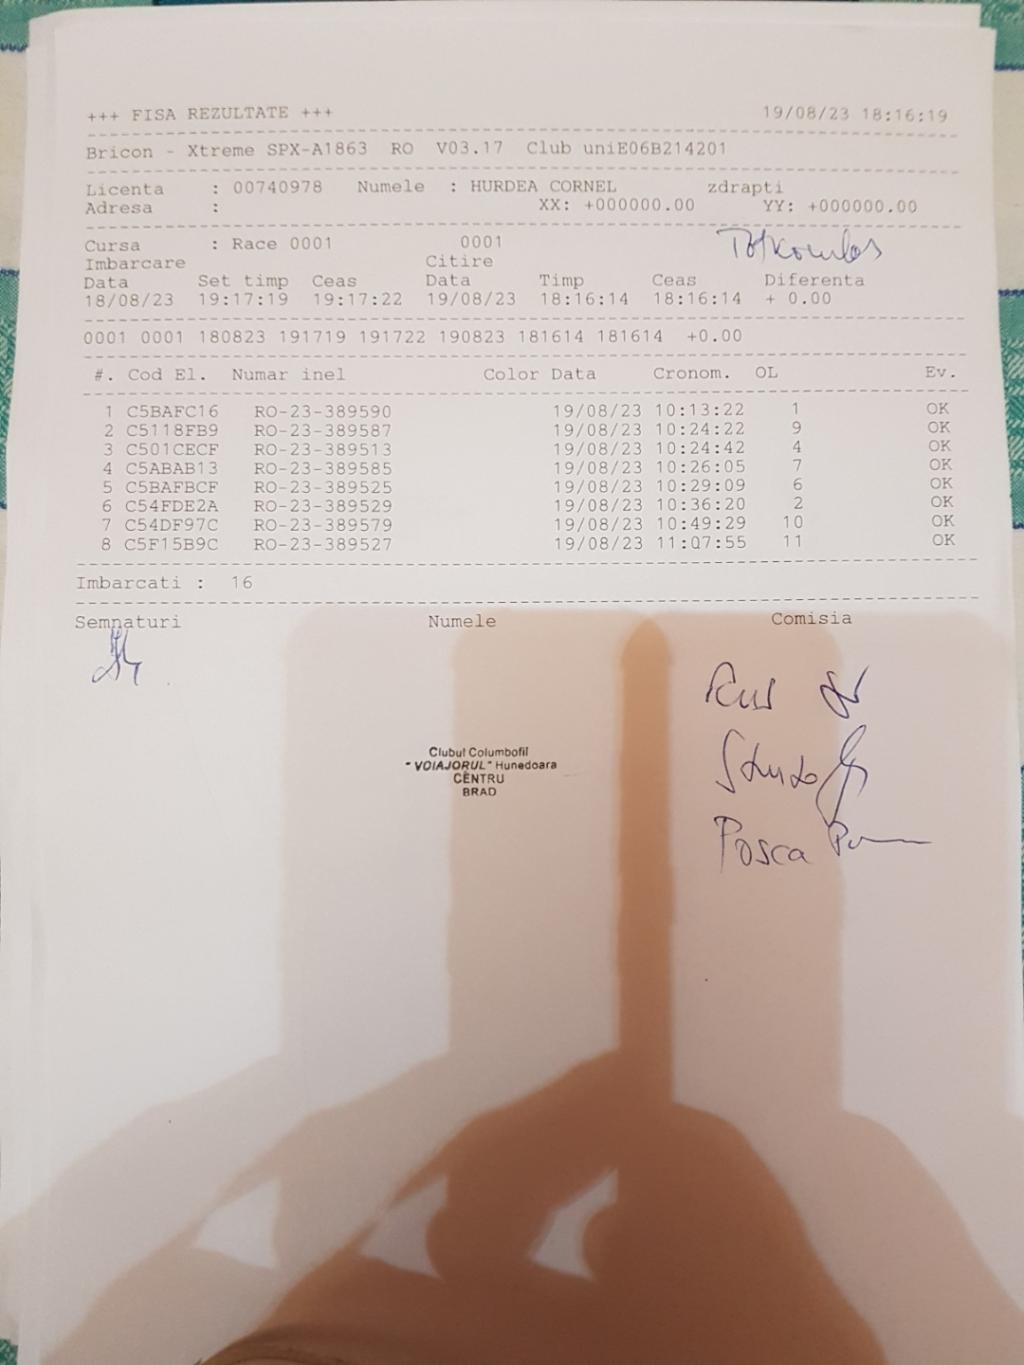 +++ FISA REZULTATE +++ 19/08/23 18:16:19
Bricon - Xtreme SPX-A1863 RO V03.17 Club uniE06B214201
Licenta : 00740978 Numele : HURDEA CORNEL zdrapti
Adresa : XX: +000000.00 YY: +000000.00
Cursa : Race 0001 0001
Imbarcare Citire
Data Set timp Ceas Data Timp Ceas Diferenta
18/08/23 19:17:19 19:17:22 19/08/23 18:16:14 18:16:14 + 0.00
0001 0001 180823 191719 191722 190823 181614 181614 +0.00
#. Cod El. Numar inel Color Data Cronom. OL Ev.
1 C5BAFC16 RO-23-389590 19/08/23 10:13:22 1 OK
2 C5118FB9 RO-23-389587 19/08/23 10:24:22 9 OK
3 C501CECF RO-23-389513 19/08/23 10:24:42 4 OK
4 C5ABAB13 RO-23-389585 19/08/23 10:26:05 7 OK
5 C5BAFBCF RO-23-389525 19/08/23 10:29:09 6 OK
6 C54FDE2A RO-23-389529 19/08/23 10:36:20 2 OK
7 C54DF97C RO-23-389579 19/08/23 10:49:29 10 OK
8 C5F15B9C RO-23-389527 19/08/23 11:07:55 11 OK
Imbarcati : 16
Semnaturi Numele Comisia
Rus
Clubul Columbofil
"VOIAJORUL" Hunedoara
CENTRU
BRAD
Posca